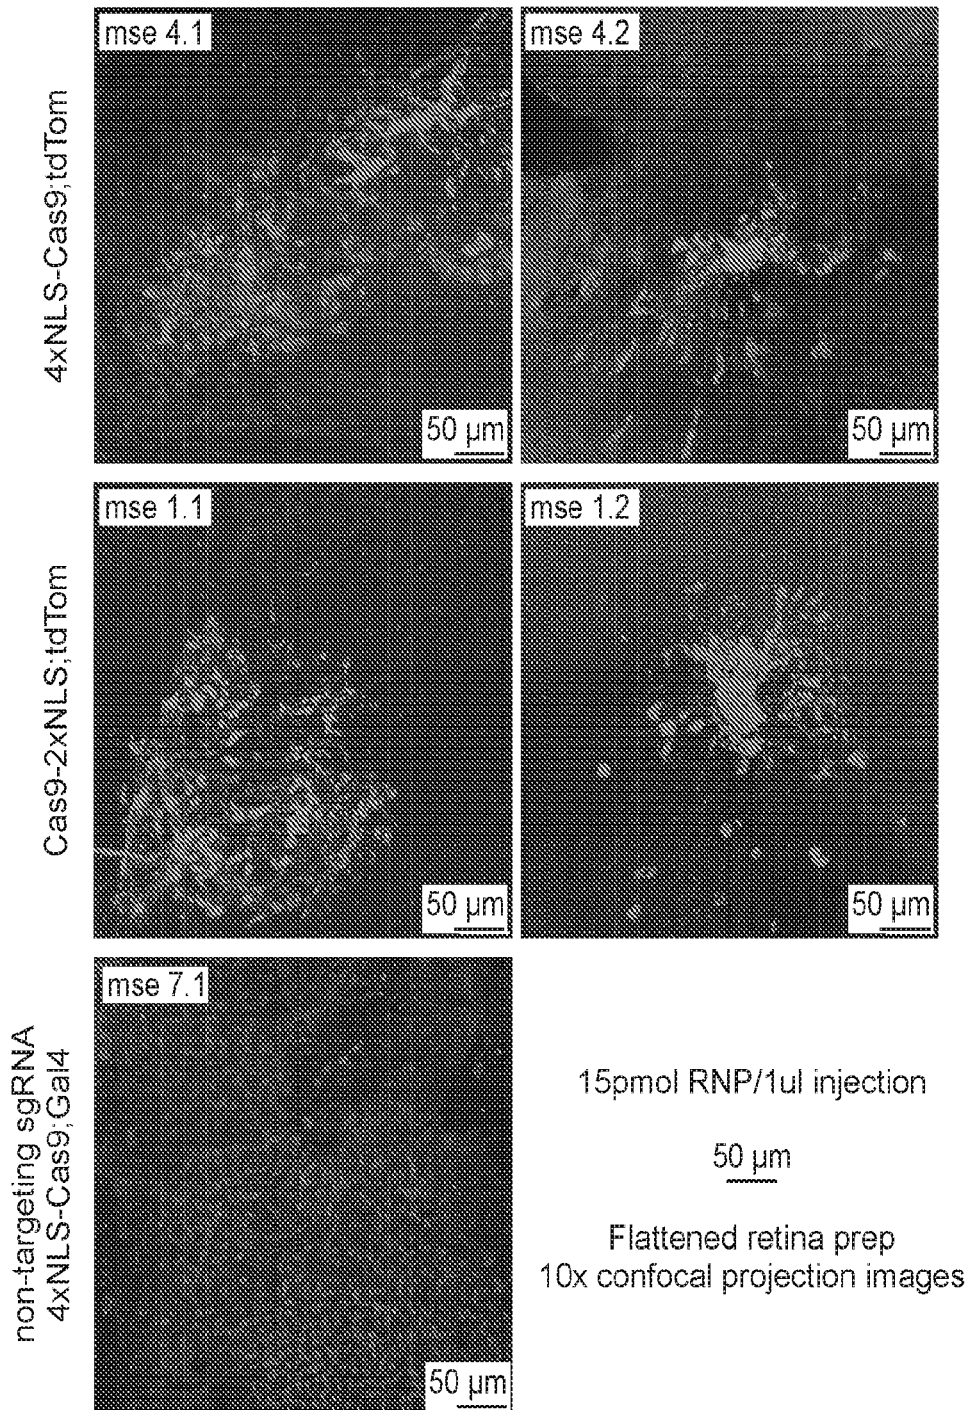 4xNLS-Cas9;tdTom
mse 4.1
50 µm
mse 4.2
50 µm
Cas9-2xNLS;tdTom
mse 1.1
50 µm
mse 1.2
50 µm
non-targeting sgRNA
4xNLS-Cas9;Gal4
mse 7.1
50 µm
15pmol RNP/1ul injection
50 µm
Flattened retina prep
10x confocal projection images